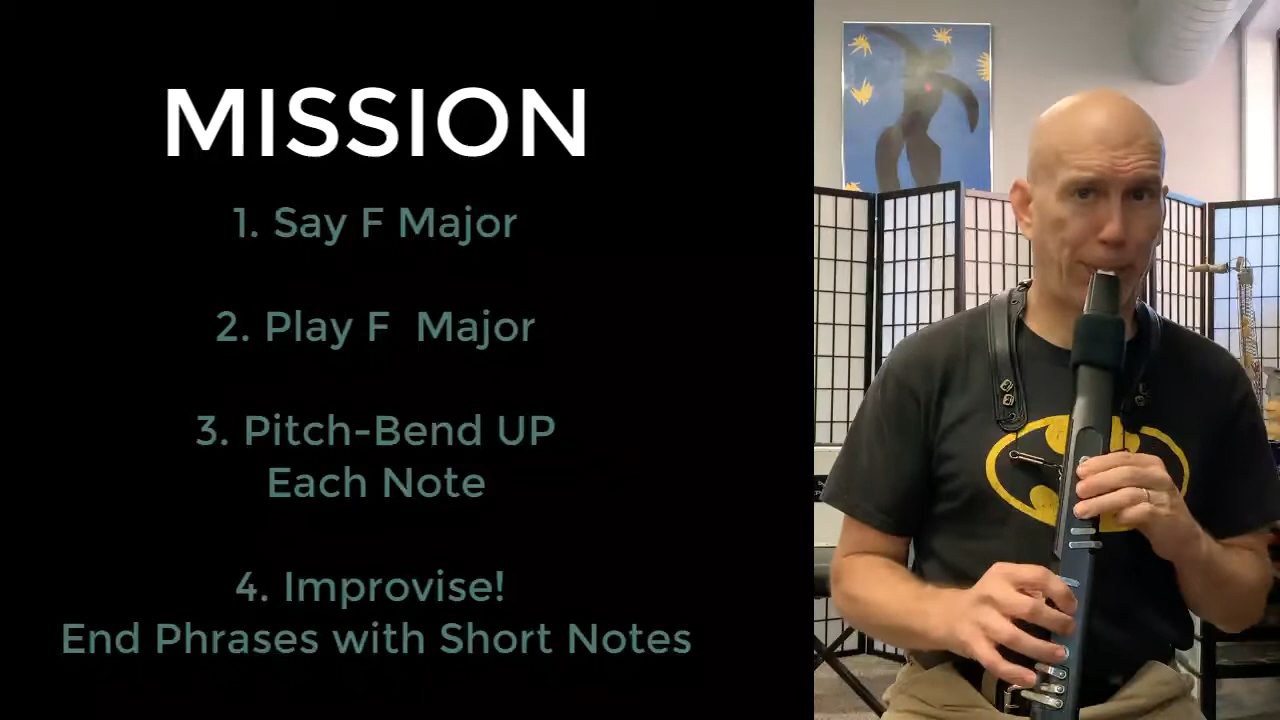 MISSION
1. Say F Major
2. Play F  Major
3. Pitch-Bend UP
Each Note
4. Improvise!
End Phrases with Short Notes